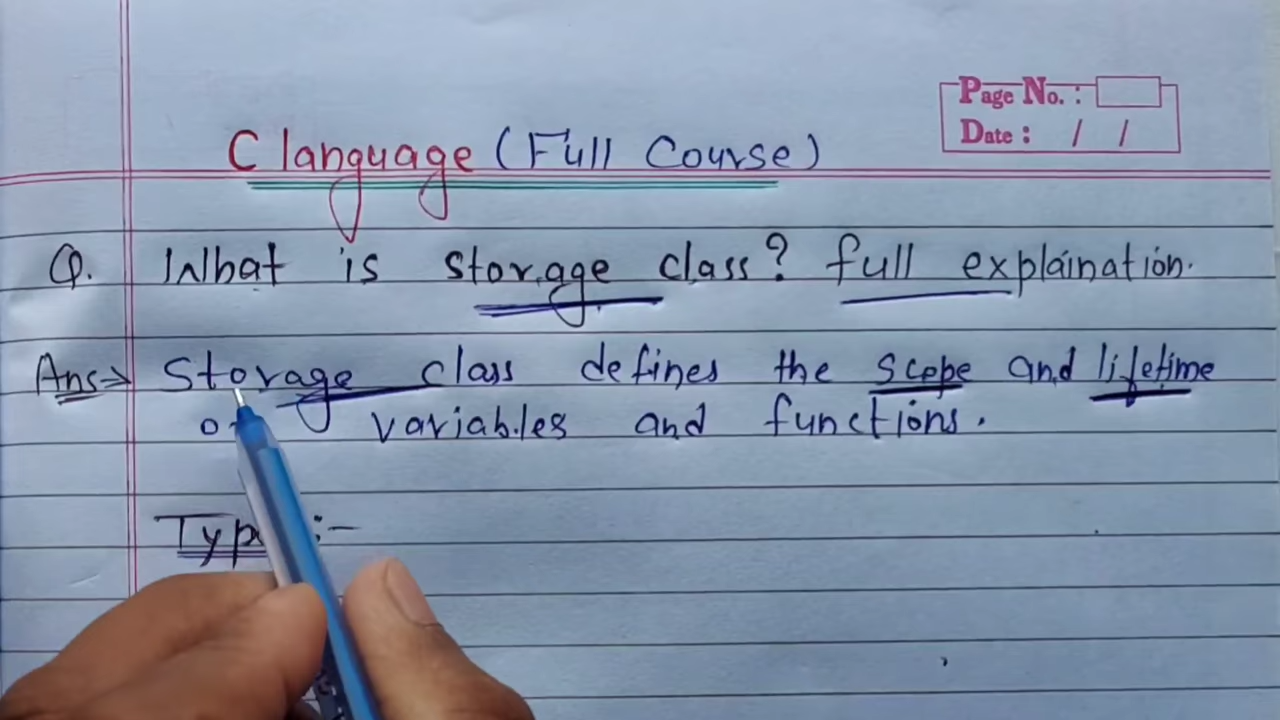 Page No. :
Date : / /
C language (Full Course)
Q. What is storage class? full explaination.
Ans⇒ Storage class defines the scope and lifetime
variables and functions.
:-